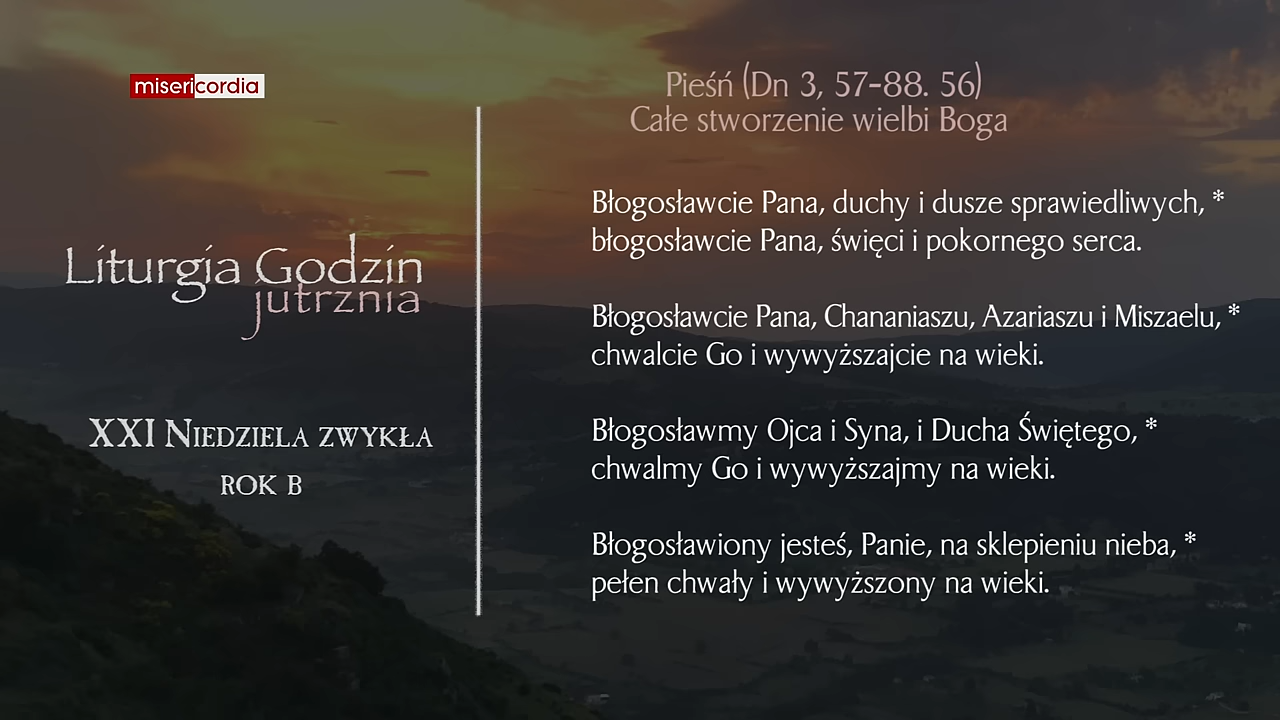 misericordia
Liturgia Godzin
jutrznia
XXI Niedziela zwykła
rok B
Pieśń (Dn 3, 57-88. 56)
Całe stworzenie wielbi Boga
Błogosławcie Pana, duchy i dusze sprawiedliwych, *
błogosławcie Pana, święci i pokornego serca.
Błogosławcie Pana, Chananiaszu, Azariaszu i Miszaelu, *
chwalcie Go i wywyższajcie na wieki.
Błogosławmy Ojca i Syna, i Ducha Świętego, *
chwalmy Go i wywyższajmy na wieki.
Błogosławiony jesteś, Panie, na sklepieniu nieba, *
pełen chwały i wywyższony na wieki.